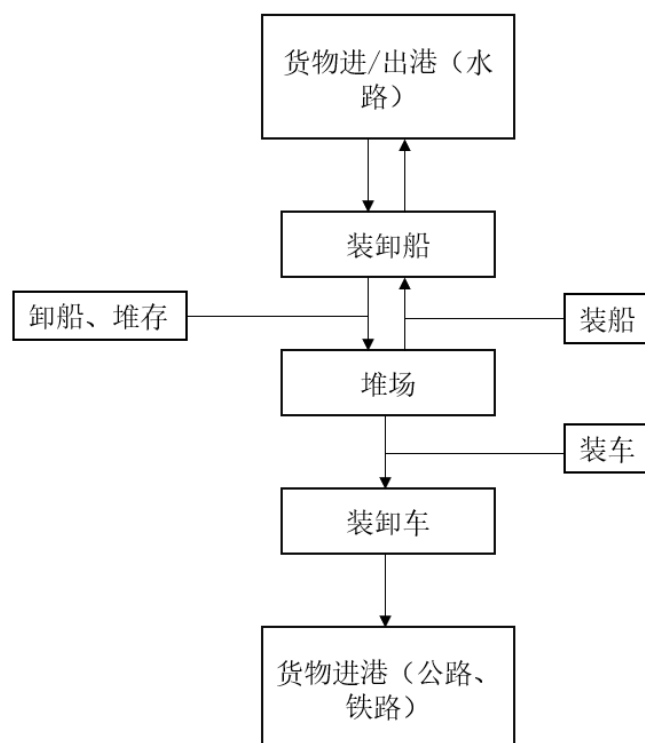 货物进/出港（水
路）
装卸船
卸船、堆存
装船
堆场
装车
装卸车
货物进港（公路、
铁路）